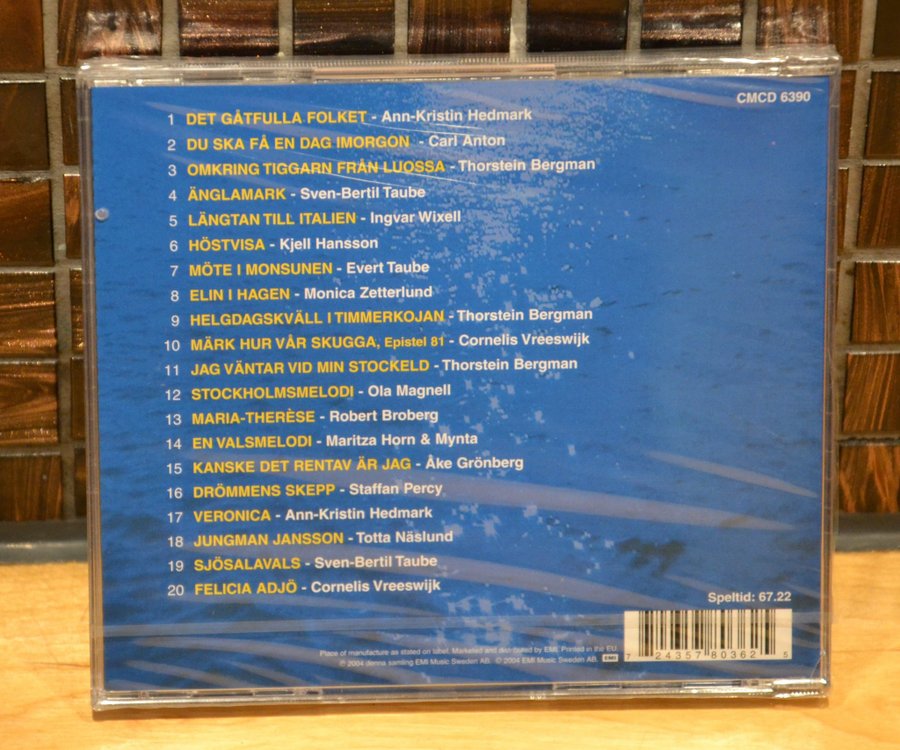 CMCD 6390
1 DET GÅTFULLA FOLKET - Ann-Kristin Hedmark
2 DU SKA FÅ EN DAG IMORGON - Carl Anton
3 OMKRING TIGGARN FRÅN LUOSSA - Thorstein Bergman
4 ÄNGLAMARK - Sven-Bertil Taube
5 LÄNGTAN TILL ITALIEN - Ingvar Wixell
6 HÖSTVISA - Kjell Hansson
7 MÖTE I MONSUNEN - Evert Taube
8 ELIN I HAGEN - Monica Zetterlund
9 HELGDAGSKVÄLL I TIMMERKOJAN - Thorstein Bergman
10 MÄRK HUR VÅR SKUGGA, Epistel 81 - Cornelis Vreeswijk
11 JAG VÄNTAR VID MIN STOCKELD - Thorstein Bergman
12 STOCKHOLMSMELODI - Ola Magnell
13 MARIA-THERÈSE - Robert Broberg
14 EN VALSMELODI - Maritza Horn & Mynta
15 KANSKE DET RENTAV ÄR JAG - Åke Grönberg
16 DRÖMMENS SKEPP - Staffan Percy
17 VERONICA - Ann-Kristin Hedmark
18 JUNGMAN JANSSON - Totta Näslund
19 SJÖSALAVALS - Sven-Bertil Taube
20 FELICIA ADJÖ - Cornelis Vreeswijk
Speltid: 67.22
Place of manufacture as stated on label. Marketed and distributed by EMI. Printed in the EU.
© 2004 denna samling EMI Music Sweden AB. © 2004 EMI Music Sweden AB. EMI
7 24357 80362 5